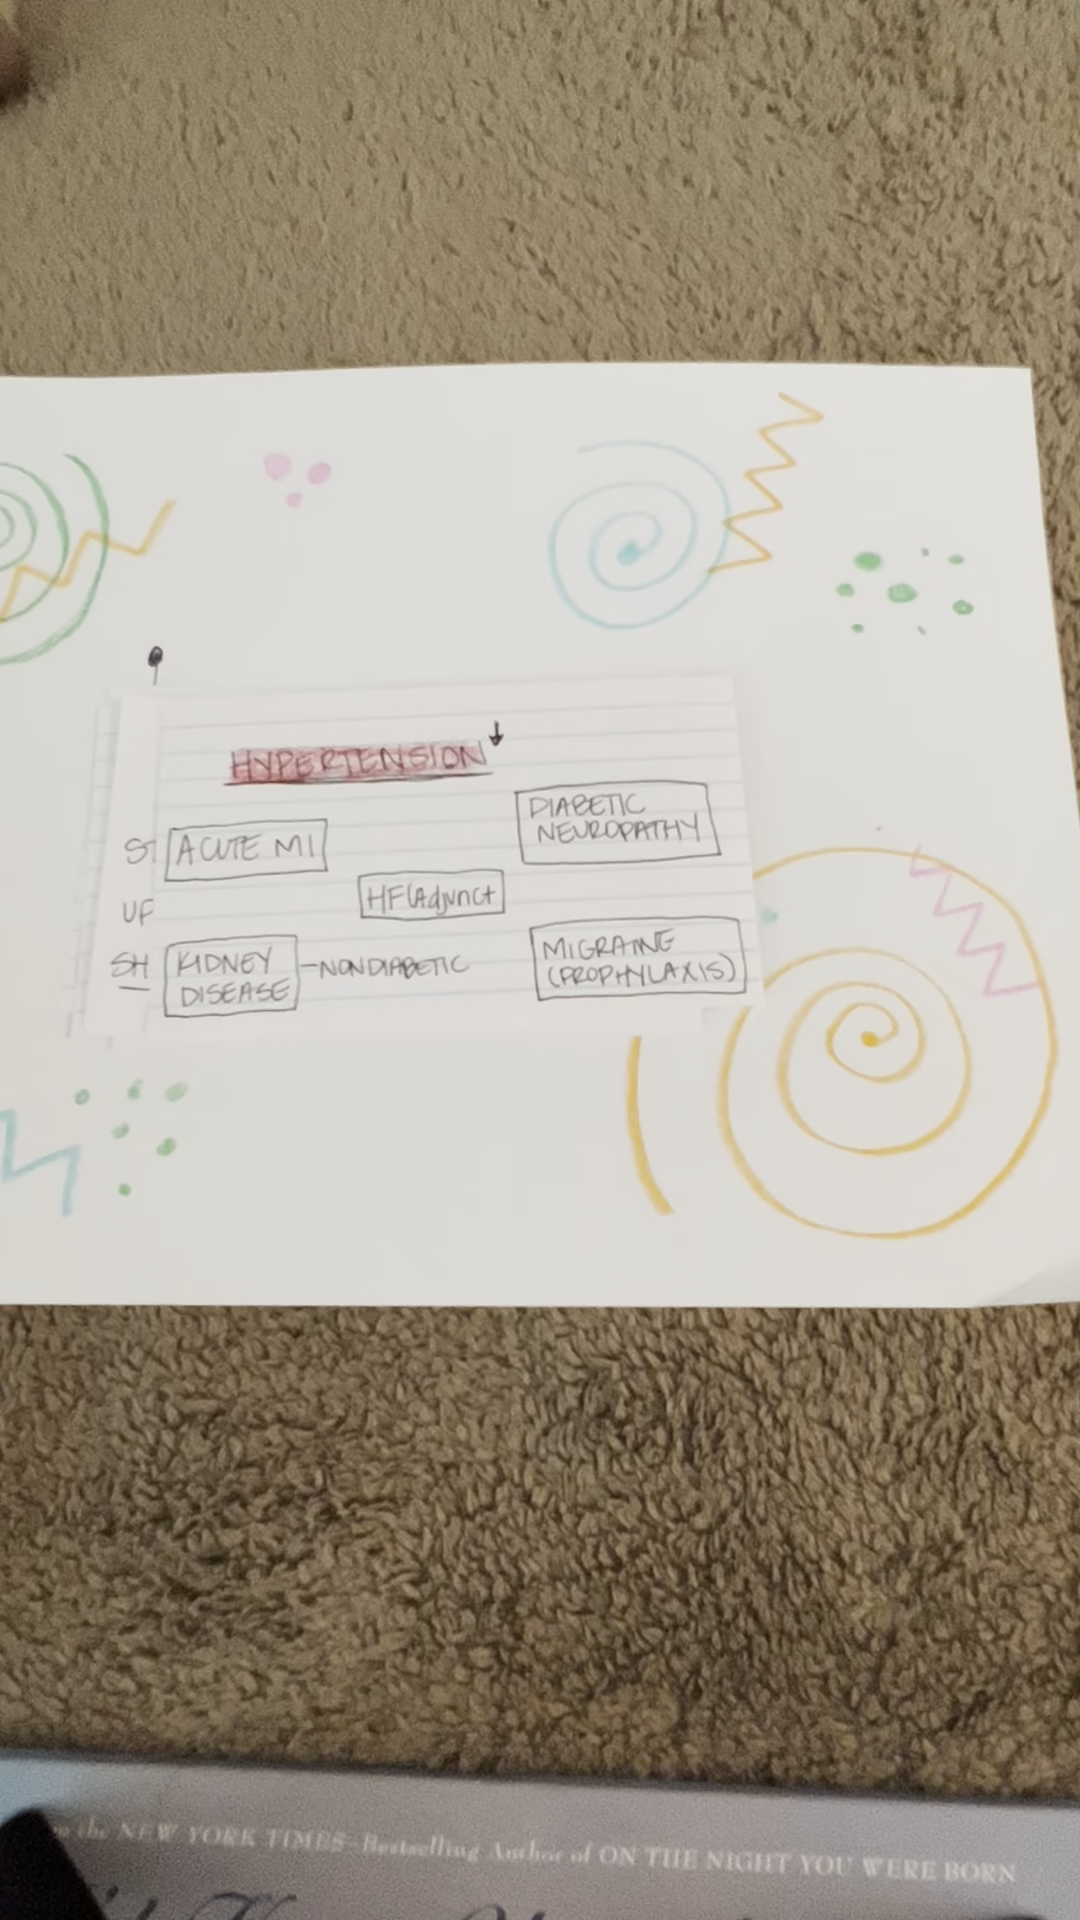 HYPERTENSION
DIABETIC
NEUROPATHY
ST
ACUTE MI
HF(Adjunct
UF
SH
KIDNEY
DISEASE
-NONDIABETIC
MIGRAINE
(PROPHYLAXIS)
the NEW YORK TIMES-Bestselling Author of ON THE NIGHT YOU WERE BORN